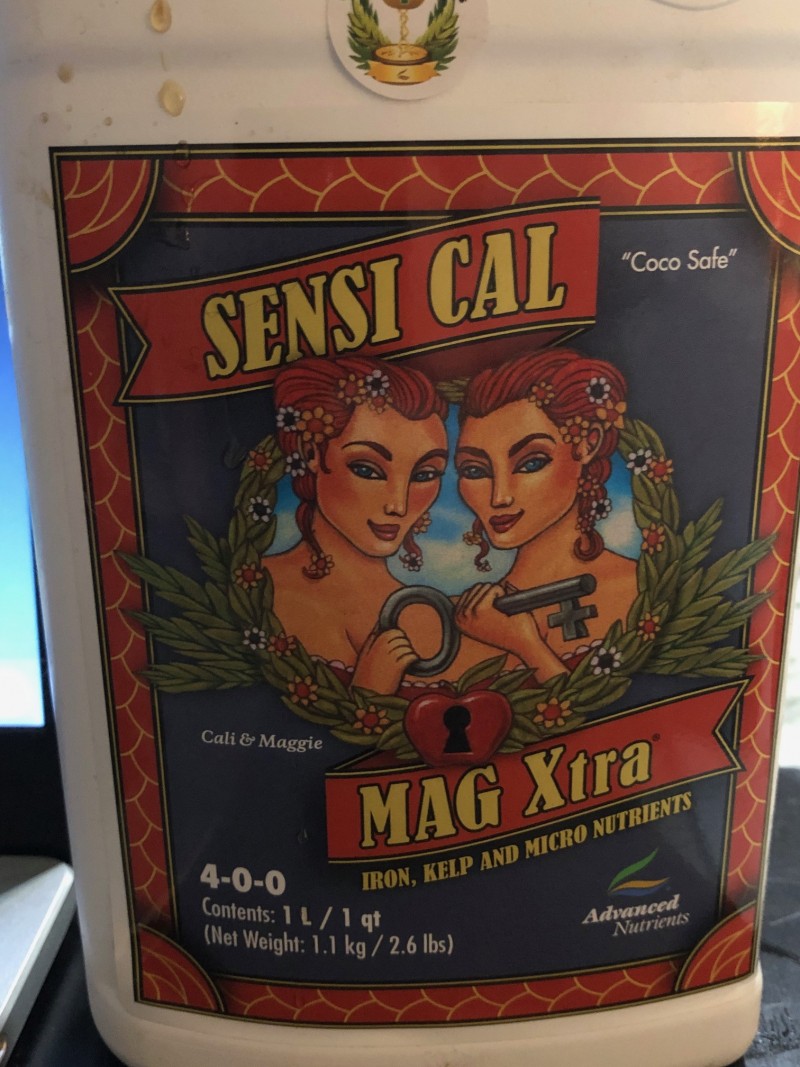 SENSI CAL
"Coco Safe"
Cali & Maggie
MAG Xtra®
IRON, KELP AND MICRO NUTRIENTS
4-0-0
Contents: 1 L / 1 qt
(Net Weight: 1.1 kg / 2.6 lbs)
Advanced
Nutrients